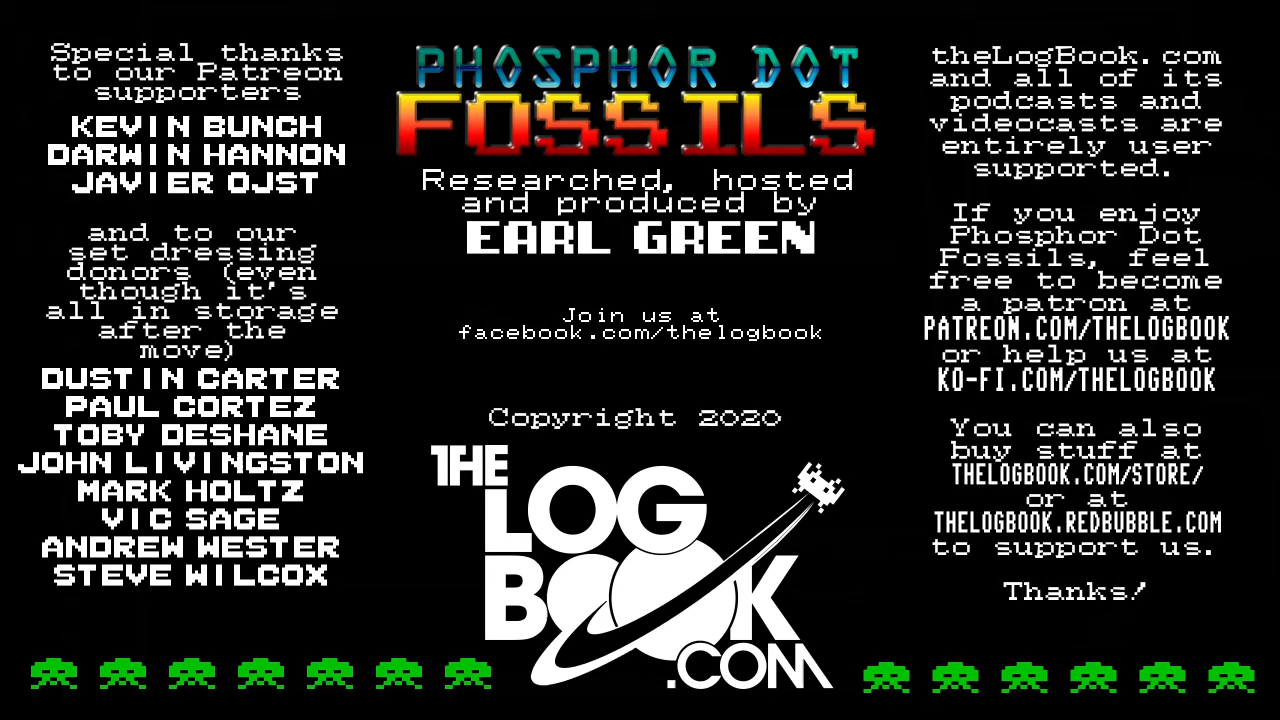 Special thanks
to our Patreon
supporters
KEVIN BUNCH
DARWIN HANNON
JAVIER OJST
and to our
set dressing
donors (even
though it's
all in storage
after the
move)
DUSTIN CARTER
PAUL CORTEZ
TOBY DESHANE
JOHN LIVINGSTON
MARK HOLTZ
VIC SAGE
ANDREW WESTER
STEVE WILCOX
PHOSPHOR DOT
FOSSILS
Researched, hosted
and produced by
EARL GREEN
Join us at
facebook.com/thelogbook
Copyright 2020
THE
LOG
BOOK
.COM
theLogBook.com
and all of its
podcasts and
videocasts are
entirely user
supported.
If you enjoy
Phosphor Dot
Fossils, feel
free to become
a patron at
PATREON.COM/THELOGBOOK
or help us at
KO-FI.COM/THELOGBOOK
You can also
buy stuff at
THELOGBOOK.COM/STORE/
or at
THELOGBOOK.REDBUBBLE.COM
to support us.
Thanks!